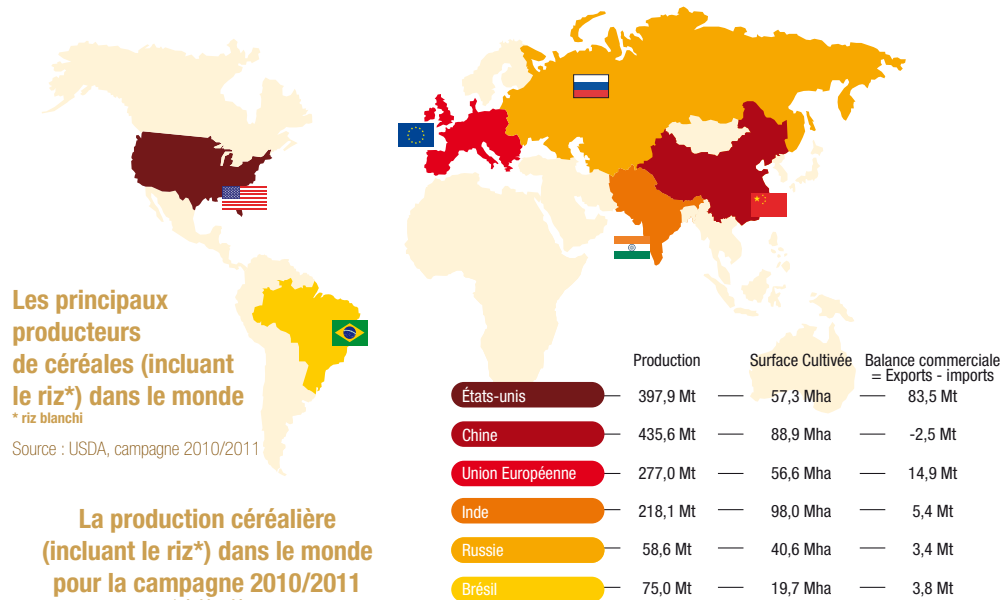 Les principaux
producteurs
de céréales (incluant
le riz*) dans le monde
* riz blanchi
Source : USDA, campagne 2010/2011
Production Surface Cultivée Balance commerciale
= Exports - imports
États-unis 397,9 Mt 57,3 Mha 83,5 Mt
Chine 435,6 Mt 88,9 Mha -2,5 Mt
Union Européenne 277,0 Mt 56,6 Mha 14,9 Mt
Inde 218,1 Mt 98,0 Mha 5,4 Mt
Russie 58,6 Mt 40,6 Mha 3,4 Mt
Brésil 75,0 Mt 19,7 Mha 3,8 Mt
La production céréalière
(incluant le riz*) dans le monde
pour la campagne 2010/2011